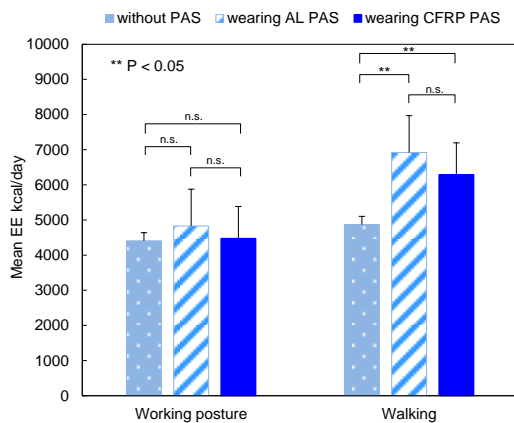 without PAS wearing AL PAS wearing CFRP PAS
10000
9000
8000
7000
6000
5000
4000
3000
2000
1000
0
Mean EE kcal/day
** P < 0.05
n.s.
n.s.
n.s.
**
**
n.s.
Working posture Walking